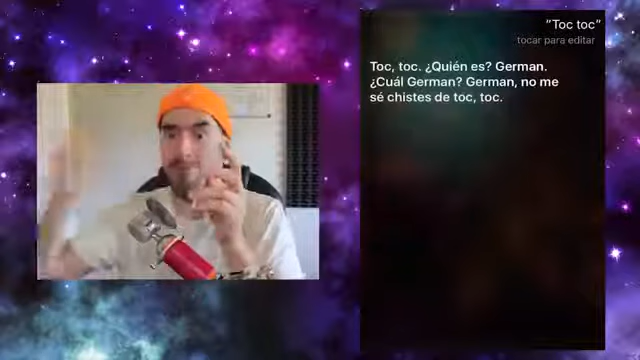 "Toc toc"
tocar para editar
Toc, toc. ¿Quién es? German.
¿Cuál German? German, no me
sé chistes de toc, toc.